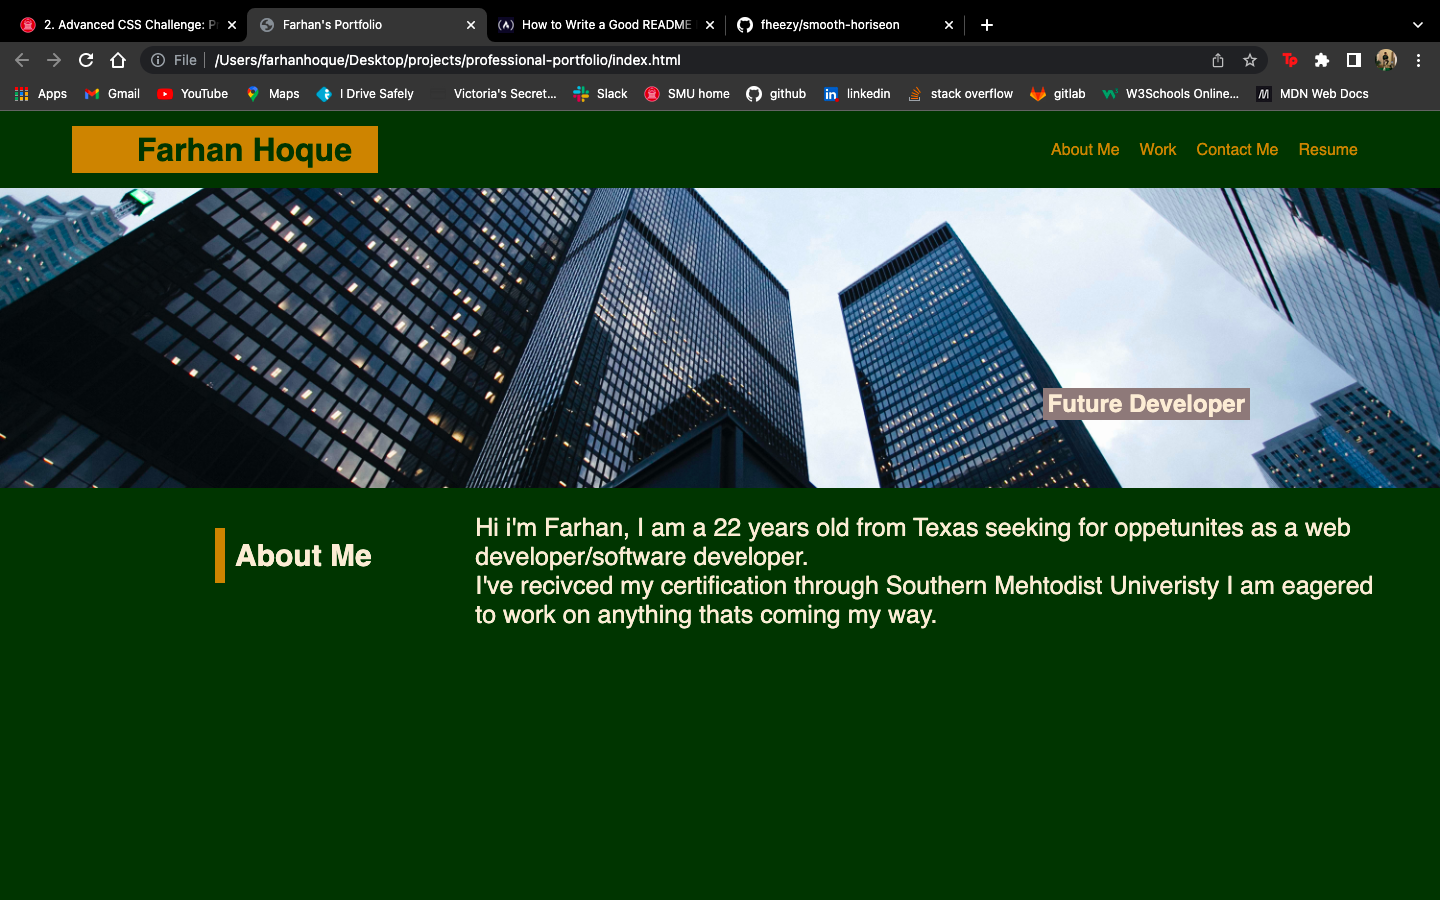 2. Advanced CSS Challenge: Pr
Farhan's Portfolio
How to Write a Good README
fheezy/smooth-horiseon
File
/Users/farhanhoque/Desktop/projects/professional-portfolio/index.html
Apps Gmail YouTube Maps I Drive Safely Victoria's Secret... Slack SMU home github linkedin stack overflow gitlab W3Schools Online... MDN Web Docs
Farhan Hoque
About Me Work Contact Me Resume
Future Developer
About Me
Hi i'm Farhan, I am a 22 years old from Texas seeking for oppetunites as a web
developer/software developer.
I've recivced my certification through Southern Mehtodist Univeristy I am eagered
to work on anything thats coming my way.